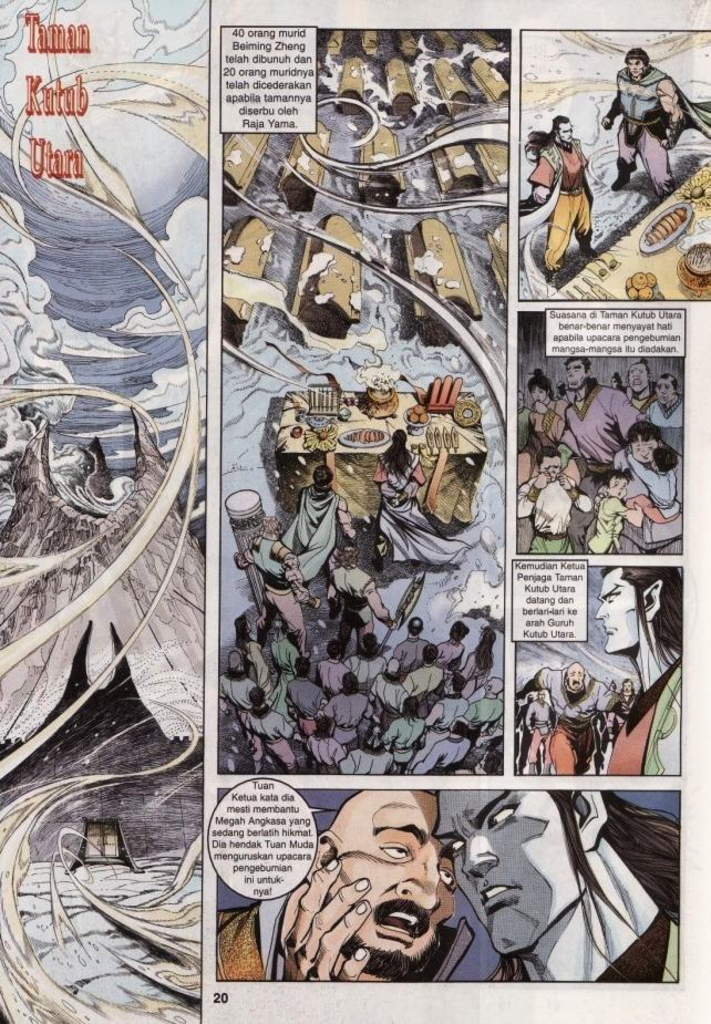 Taman
Kutub
Utara
40 orang murid
Beiming Zheng
telah dibunuh dan
20 orang muridnya
telah dicederakan
apabila tamannya
diserbu oleh
Raja Yama.
Suasana di Taman Kutub Utara
benar-benar menyayat hati
apabila upacara pengebumian
mangsa-mangsa itu diadakan.
Kemudian Ketua
Penjaga Taman
Kutub Utara
datang dan
berlari-lari ke
arah Guruh
Kutub Utara.
Tuan
Ketua kata dia
mesti membantu
Megah Angkasa yang
sedang berlatih hikmat.
Dia hendak Tuan Muda
menguruskan upacara
pengebumian
ini untuk-
nya!
20